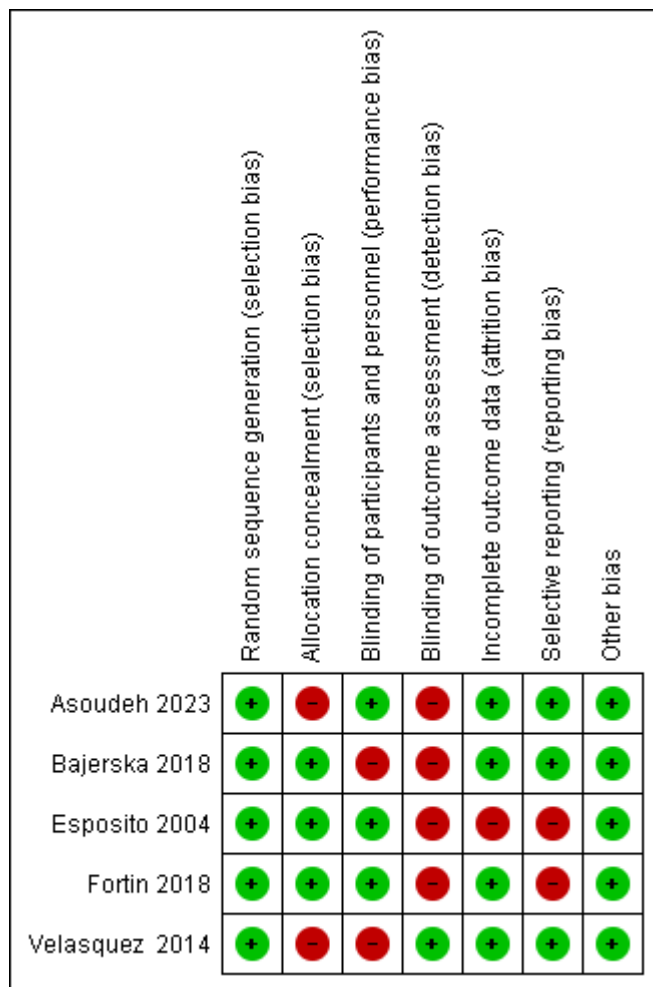 Random sequence generation (selection bias)
Allocation concealment (selection bias)
Blinding of participants and personnel (performance bias)
Blinding of outcome assessment (detection bias)
Incomplete outcome data (attrition bias)
Selective reporting (reporting bias)
Other bias
Asoudeh 2023 + - + - + + +
Bajerska 2018 + + - - + + +
Esposito 2004 + + + - - - +
Fortin 2018 + + + - + - +
Velasquez 2014 + - - + + + +